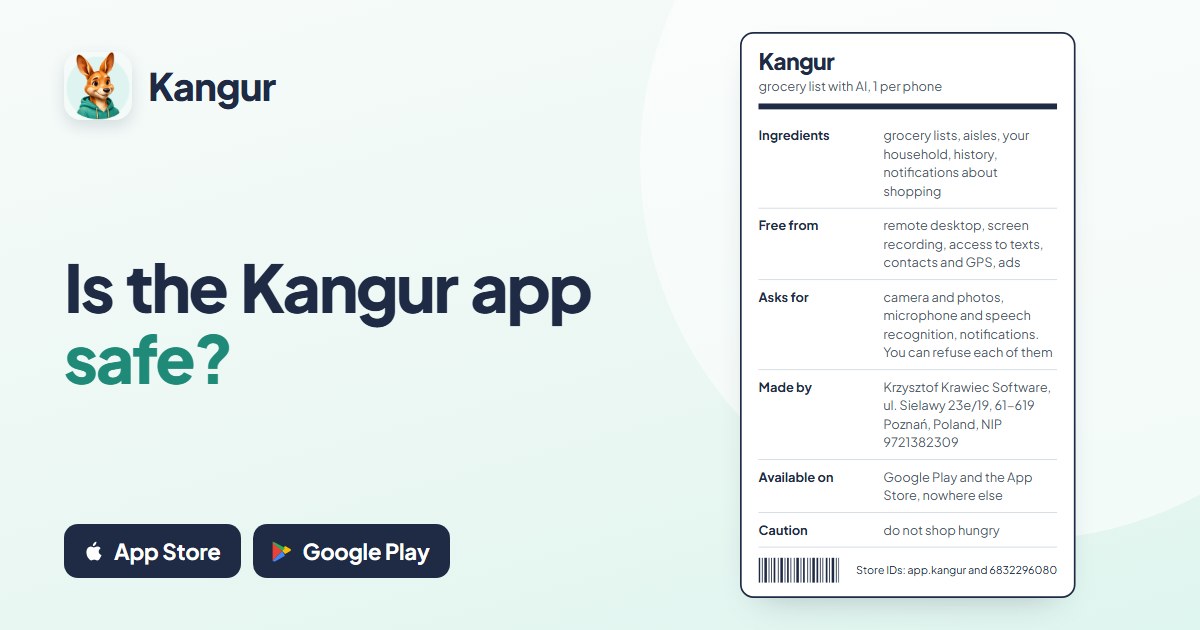 Kangur
Is the Kangur app
safe?
App Store
Google Play
Kangur
grocery list with AI, 1 per phone
Ingredients
grocery lists, aisles, your
household, history,
notifications about
shopping
Free from
remote desktop, screen
recording, access to texts,
contacts and GPS, ads
Asks for
camera and photos,
microphone and speech
recognition, notifications.
You can refuse each of them
Made by
Krzysztof Krawiec Software,
ul. Sielawy 23e/19, 61–619
Poznań, Poland, NIP
9721382309
Available on
Google Play and the App
Store, nowhere else
Caution
do not shop hungry
Store IDs: app.kangur and 6832296080